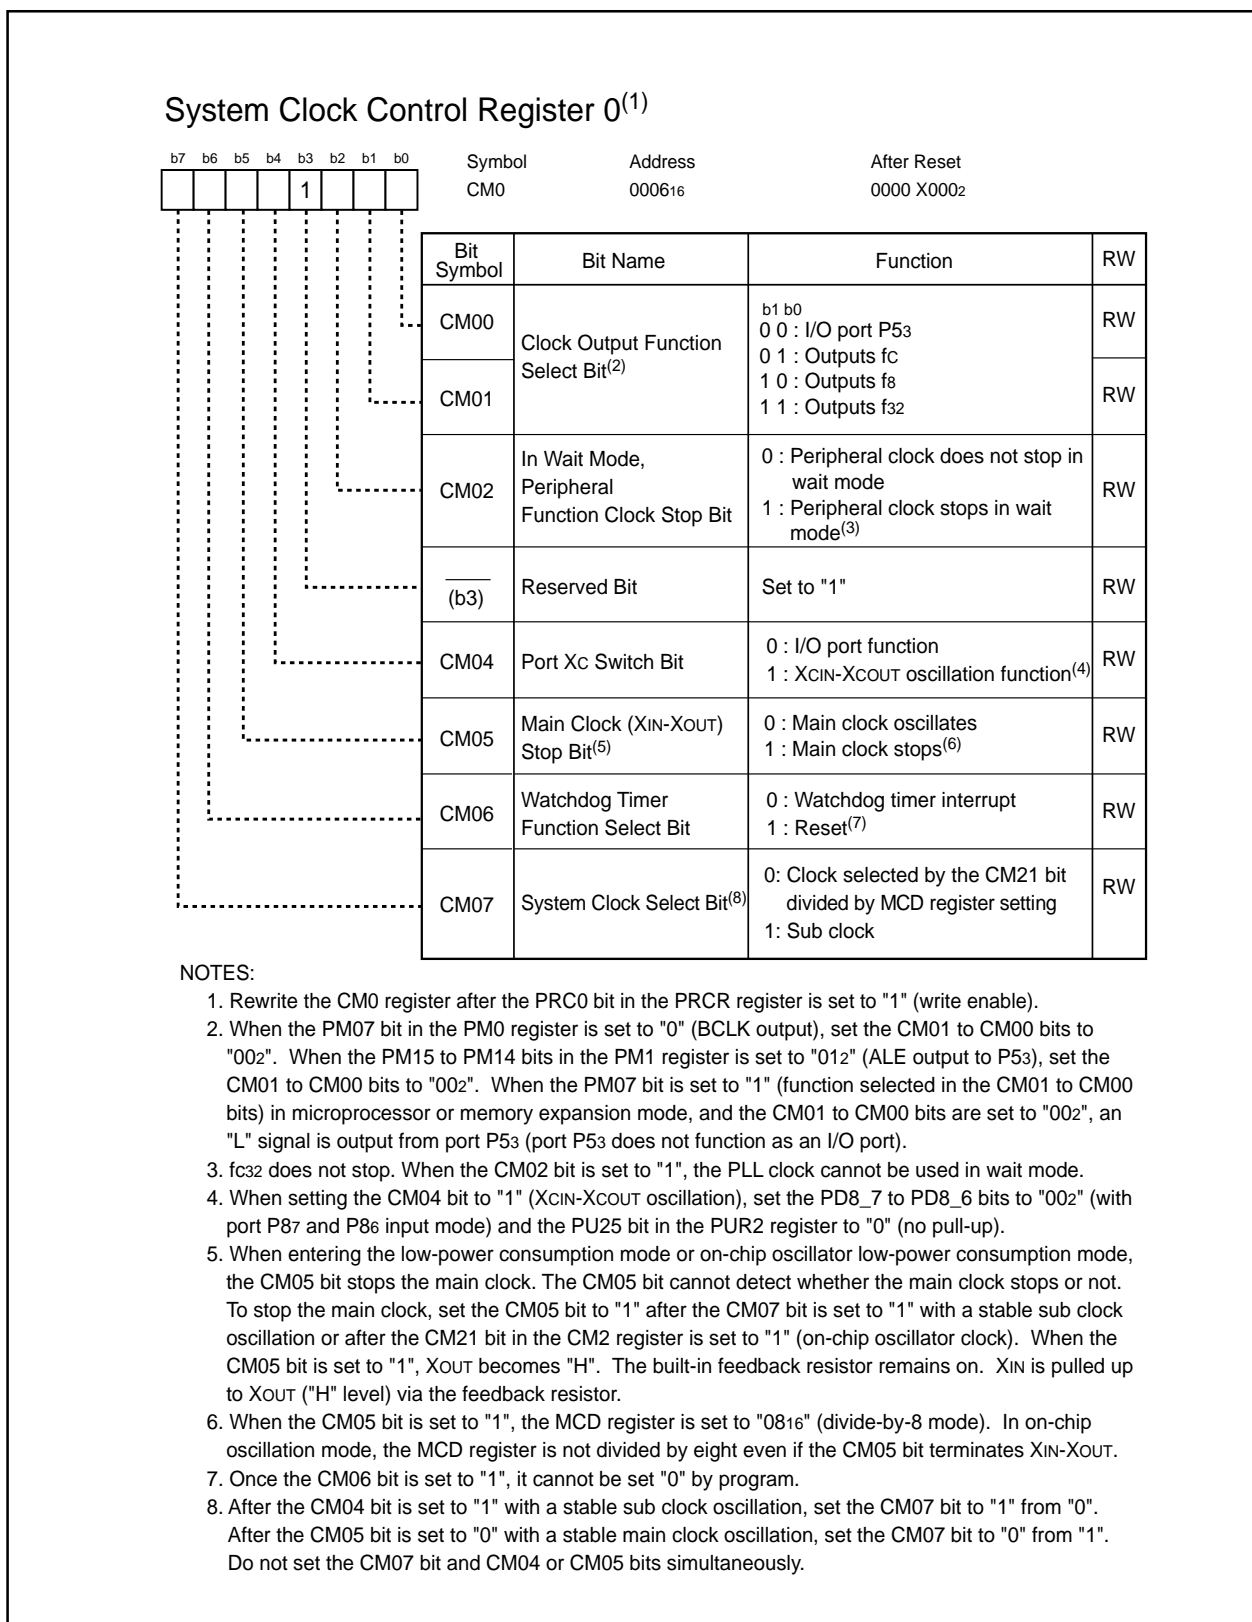 System Clock Control Register 0(1)
b7 b6 b5 b4 b3 b2 b1 b0
1
Symbol Address After Reset
CM0 000616 0000 X0002
Bit Symbol Bit Name Function RW
CM00
CM01
Clock Output Function
Select Bit(2)
b1 b0
0 0 : I/O port P53
0 1 : Outputs fC
1 0 : Outputs f8
1 1 : Outputs f32
RW
RW
CM02
In Wait Mode,
Peripheral
Function Clock Stop Bit
0 : Peripheral clock does not stop in
wait mode
1 : Peripheral clock stops in wait
mode(3)
RW
(b3) Reserved Bit Set to "1" RW
CM04 Port XC Switch Bit
0 : I/O port function
1 : XCIN-XCOUT oscillation function(4)
RW
CM05
Main Clock (XIN-XOUT)
Stop Bit(5)
0 : Main clock oscillates
1 : Main clock stops(6)
RW
CM06
Watchdog Timer
Function Select Bit
0 : Watchdog timer interrupt
1 : Reset(7)
RW
CM07 System Clock Select Bit(8)
0: Clock selected by the CM21 bit
divided by MCD register setting
1: Sub clock
RW
NOTES:
1. Rewrite the CM0 register after the PRC0 bit in the PRCR register is set to "1" (write enable).
2. When the PM07 bit in the PM0 register is set to "0" (BCLK output), set the CM01 to CM00 bits to
"002". When the PM15 to PM14 bits in the PM1 register is set to "012" (ALE output to P53), set the
CM01 to CM00 bits to "002". When the PM07 bit is set to "1" (function selected in the CM01 to CM00
bits) in microprocessor or memory expansion mode, and the CM01 to CM00 bits are set to "002", an
"L" signal is output from port P53 (port P53 does not function as an I/O port).
3. fc32 does not stop. When the CM02 bit is set to "1", the PLL clock cannot be used in wait mode.
4. When setting the CM04 bit to "1" (XCIN-XCOUT oscillation), set the PD8_7 to PD8_6 bits to "002" (with
port P87 and P86 input mode) and the PU25 bit in the PUR2 register to "0" (no pull-up).
5. When entering the low-power consumption mode or on-chip oscillator low-power consumption mode,
the CM05 bit stops the main clock. The CM05 bit cannot detect whether the main clock stops or not.
To stop the main clock, set the CM05 bit to "1" after the CM07 bit is set to "1" with a stable sub clock
oscillation or after the CM21 bit in the CM2 register is set to "1" (on-chip oscillator clock). When the
CM05 bit is set to "1", XOUT becomes "H". The built-in feedback resistor remains on. XIN is pulled up
to XOUT ("H" level) via the feedback resistor.
6. When the CM05 bit is set to "1", the MCD register is set to "0816" (divide-by-8 mode). In on-chip
oscillation mode, the MCD register is not divided by eight even if the CM05 bit terminates XIN-XOUT.
7. Once the CM06 bit is set to "1", it cannot be set "0" by program.
8. After the CM04 bit is set to "1" with a stable sub clock oscillation, set the CM07 bit to "1" from "0".
After the CM05 bit is set to "0" with a stable main clock oscillation, set the CM07 bit to "0" from "1".
Do not set the CM07 bit and CM04 or CM05 bits simultaneously.